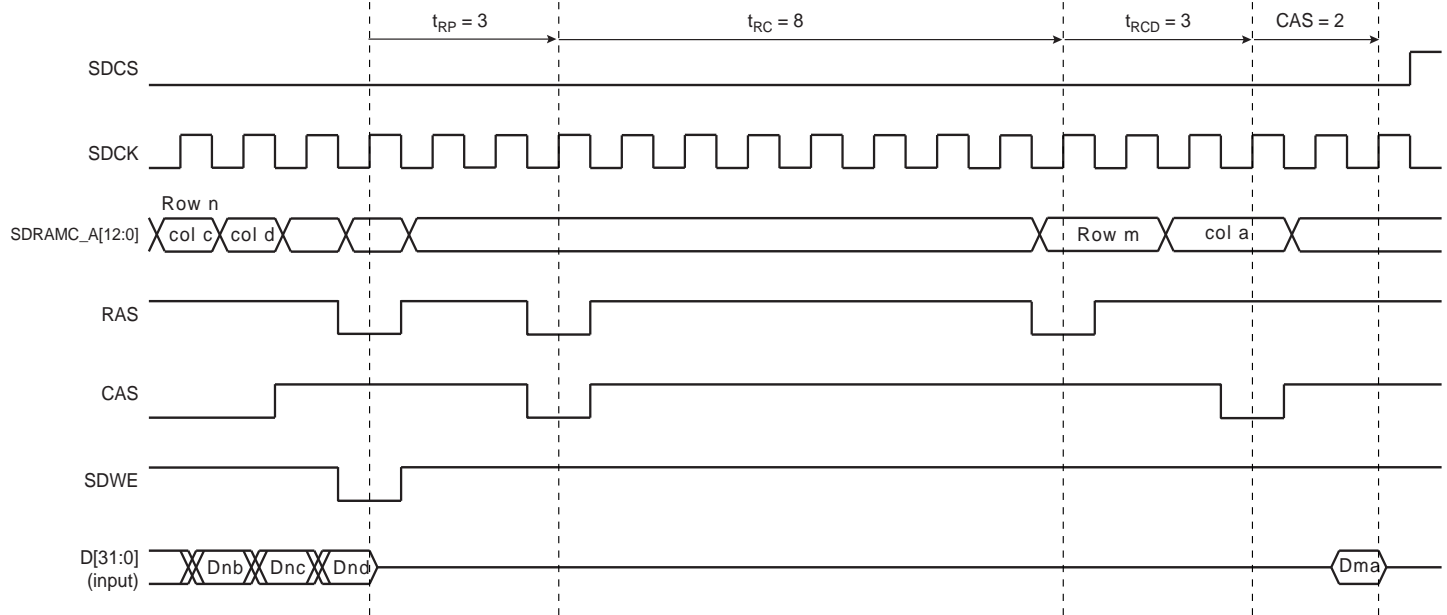 tRP = 3
tRC = 8
tRCD = 3
CAS = 2
SDCS
SDCK
Row n
SDRAMC_A[12:0]
col c
col d
Row m
col a
RAS
CAS
SDWE
D[31:0]
(input)
Dnb
Dnc
Dnd
Dma